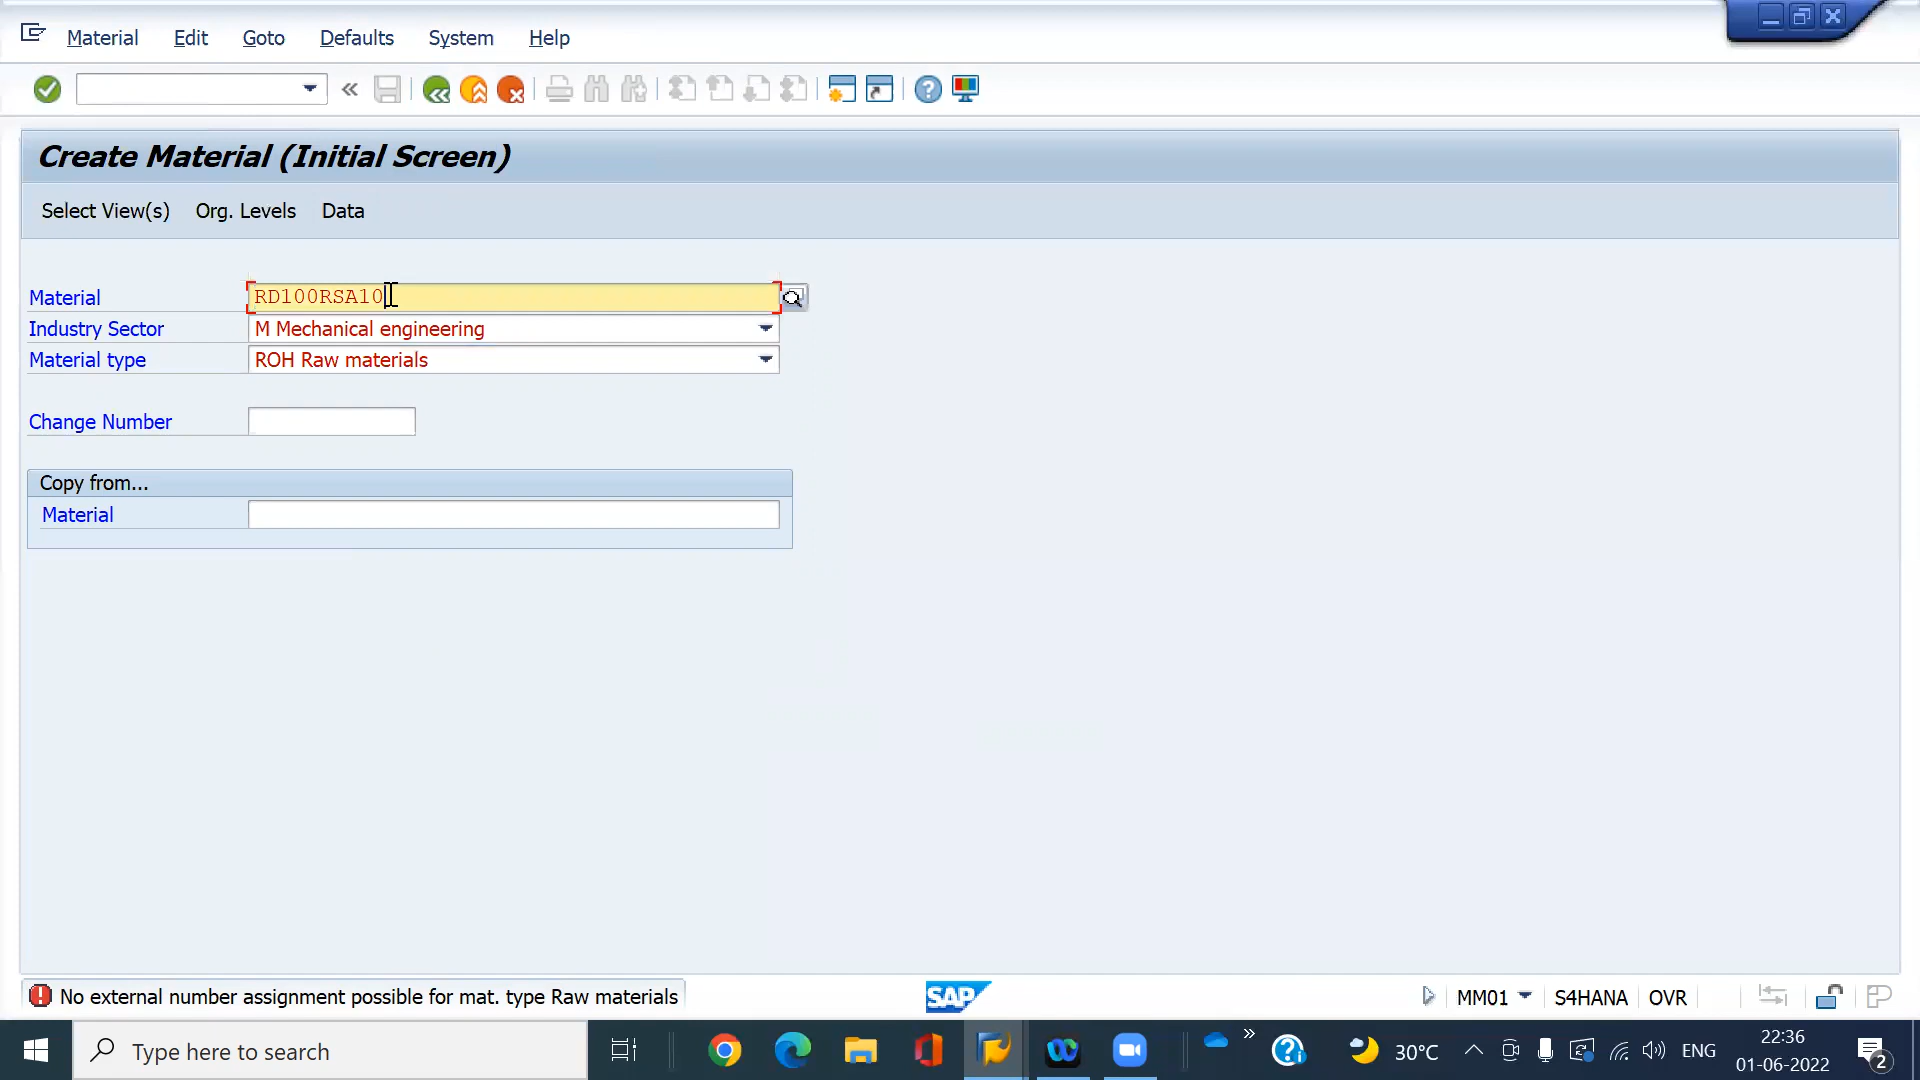 Material Edit Goto Defaults System Help
Create Material (Initial Screen)
Select View(s) Org. Levels Data
Material RD100RSA10
Industry Sector M Mechanical engineering
Material type ROH Raw materials
Change Number
Copy from...
Material
No external number assignment possible for mat. type Raw materials SAP MM01 S4HANA OVR
Type here to search 30°C ENG 22:36
01-06-2022 2